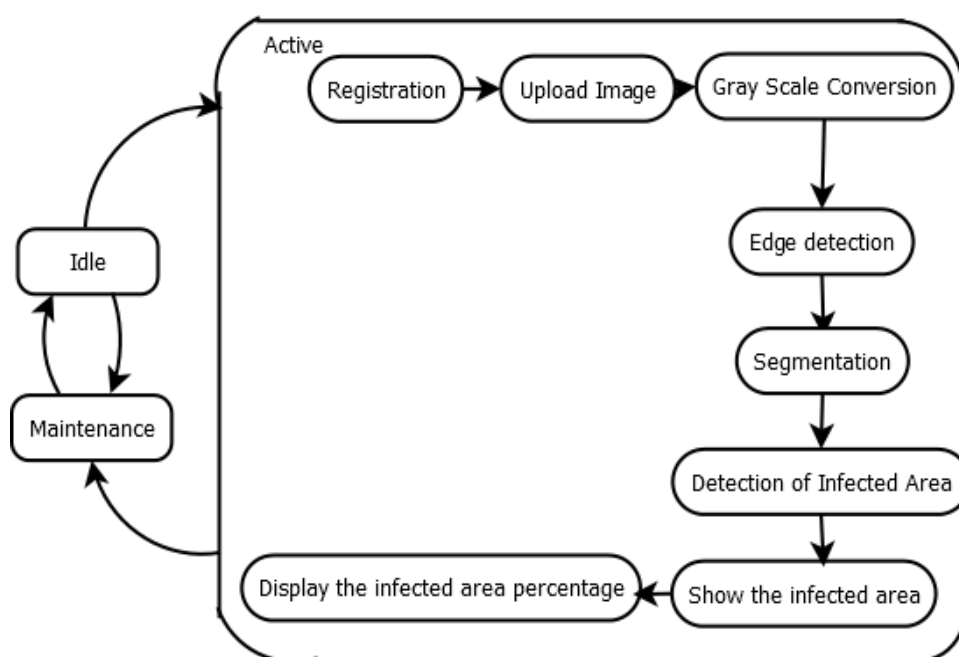 Active
Registration
Upload Image
Gray Scale Conversion
Idle
Edge detection
Segmentation
Maintenance
Detection of Infected Area
Display the infected area percentage
Show the infected area